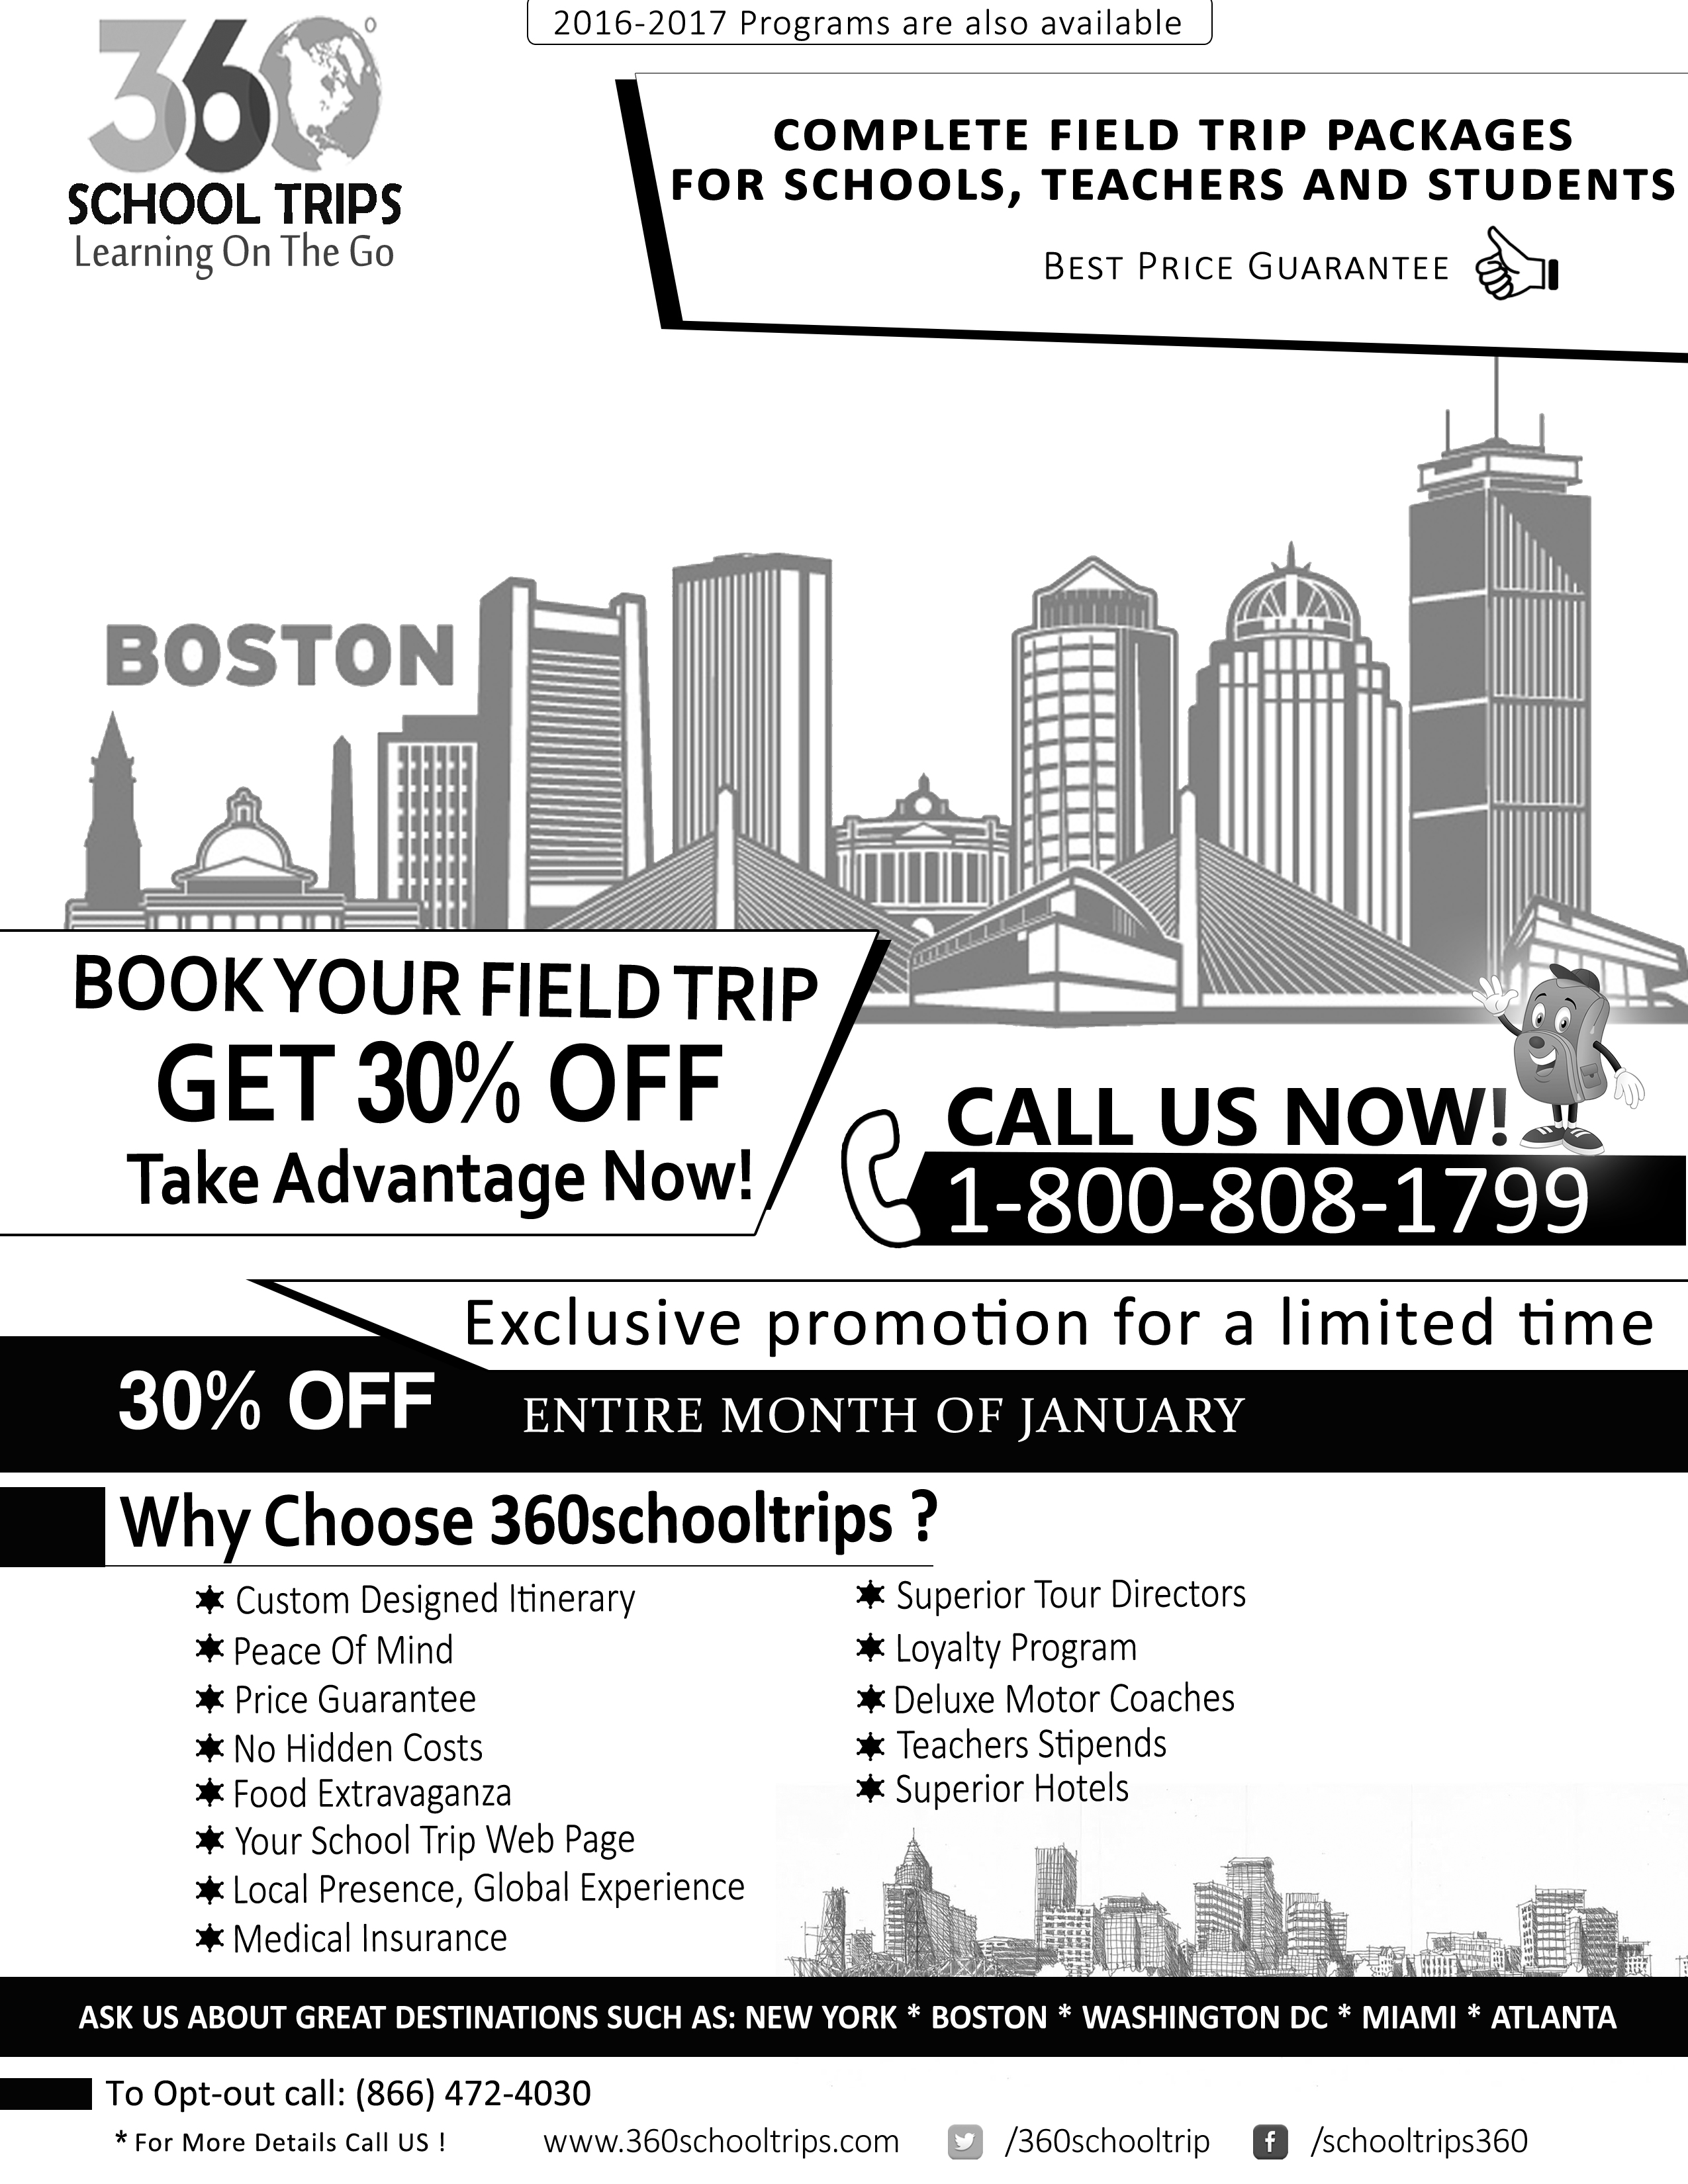 2016-2017 Programs are also available
360°
SCHOOL TRIPS
Learning On The Go
COMPLETE FIELD TRIP PACKAGES
FOR SCHOOLS, TEACHERS AND STUDENTS
BEST PRICE GUARANTEE
BOSTON
BOOK YOUR FIELD TRIP
GET 30% OFF
Take Advantage Now!
CALL US NOW!
1-800-808-1799
Exclusive promotion for a limited time
30% OFF ENTIRE MONTH OF JANUARY
Why Choose 360schooltrips ?
Custom Designed Itinerary
Peace Of Mind
Price Guarantee
No Hidden Costs
Food Extravaganza
Your School Trip Web Page
Local Presence, Global Experience
Medical Insurance
Superior Tour Directors
Loyalty Program
Deluxe Motor Coaches
Teachers Stipends
Superior Hotels
ASK US ABOUT GREAT DESTINATIONS SUCH AS: NEW YORK * BOSTON * WASHINGTON DC * MIAMI * ATLANTA
To Opt-out call: (866) 472-4030
* For More Details Call US ! www.360schooltrips.com /360schooltrip f /schooltrips360